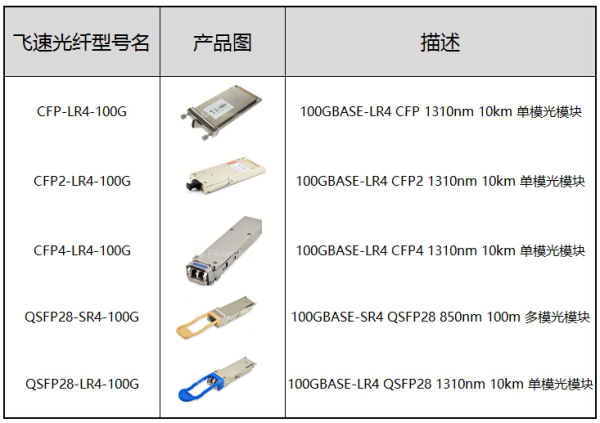 飞速光纤型号名 产品图 描述
CFP-LR4-100G 100GBASE-LR4 CFP 1310nm 10km 单模光模块
CFP2-LR4-100G 100GBASE-LR4 CFP2 1310nm 10km 单模光模块
CFP4-LR4-100G 100GBASE-LR4 CFP4 1310nm 10km 单模光模块
QSFP28-SR4-100G 100GBASE-SR4 QSFP28 850nm 100m 多模光模块
QSFP28-LR4-100G 100GBASE-LR4 QSFP28 1310nm 10km 单模光模块